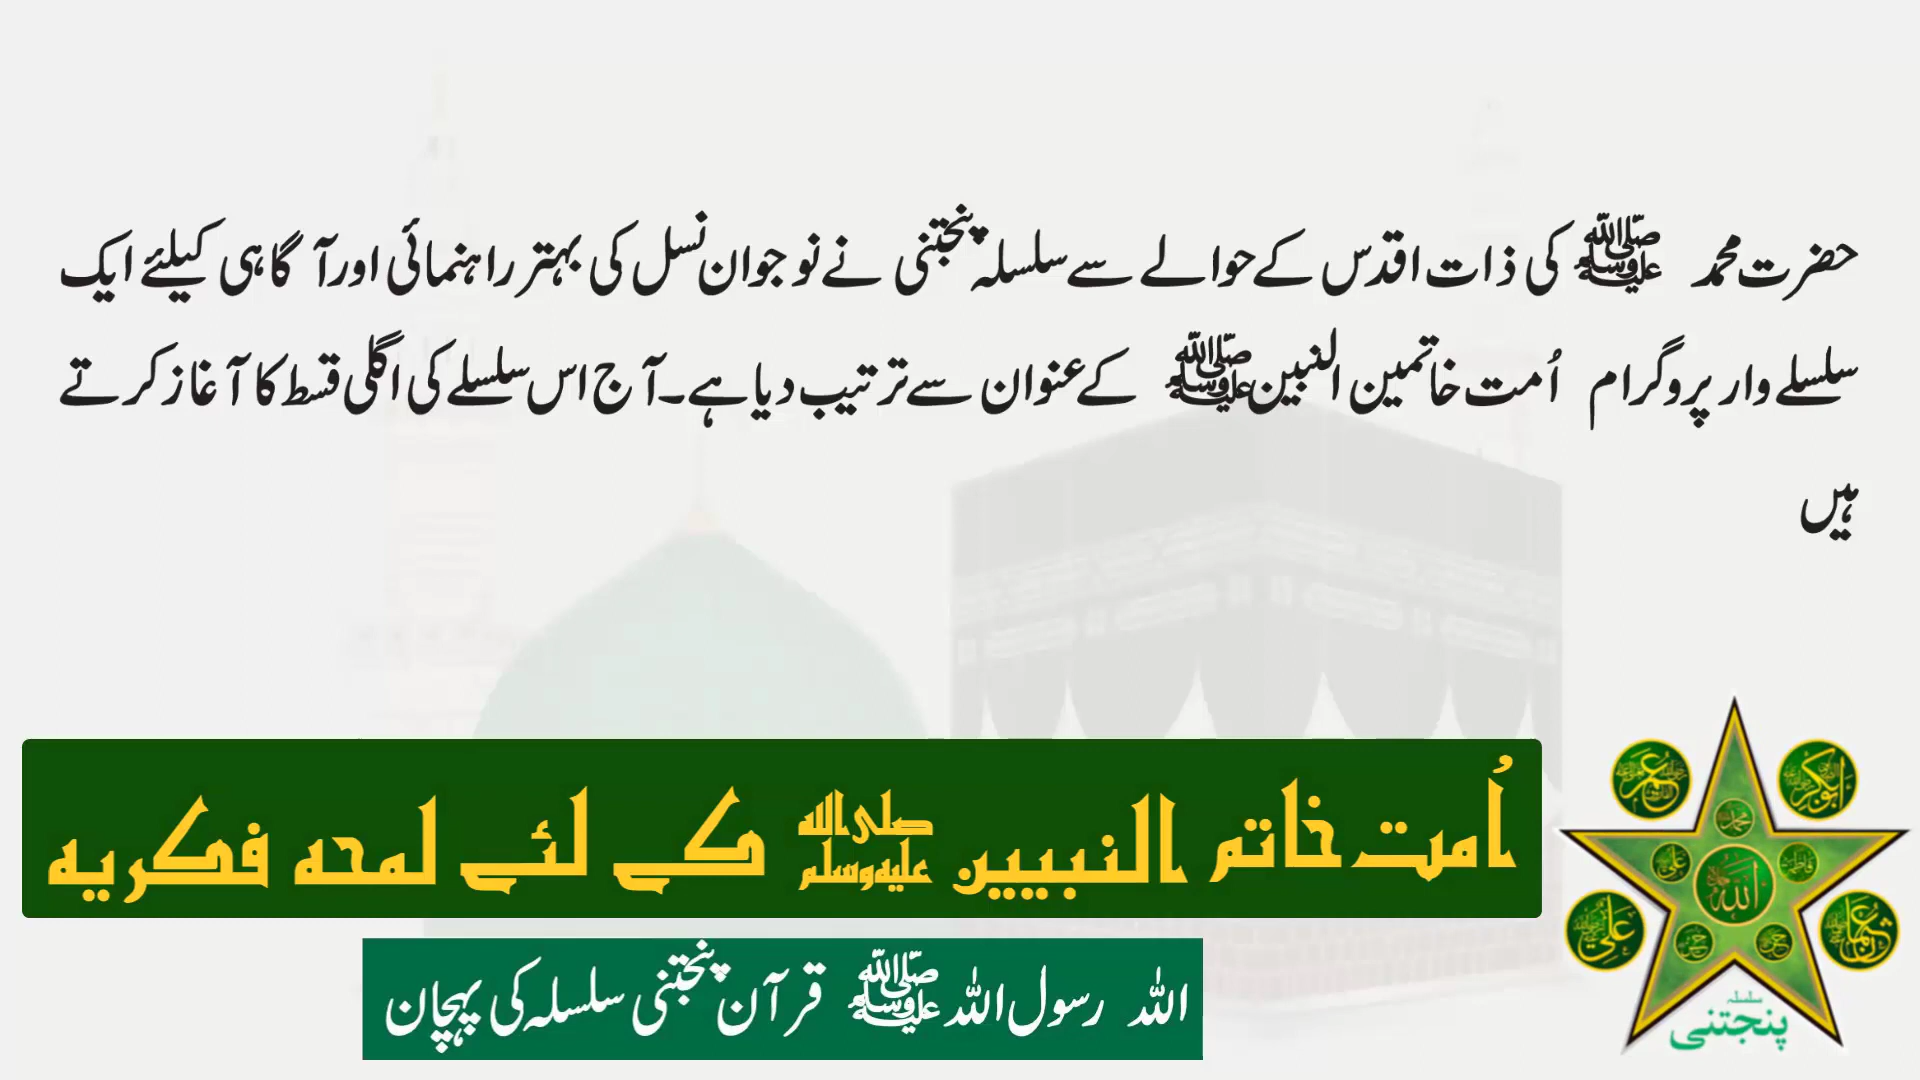 حضرت محمد ﷺ کی ذات اقدس کے حوالے سے سلسلہ پنجتنی نے نوجوان نسل کی بہتر راہنمائی اور آگاہی کیلئے ایک
سلسلے وار پروگرام اُمت خاتمین النبین ﷺ کے عنوان سے ترتیب دیا ہے۔ آج اس سلسلے کی اگلی قسط کا آغاز کرتے
ہیں
اُمت خاتم النبیین صلی اللہ علیہ وسلم کے لئے لمحہ فکریہ
اللہ رسول اللہ ﷺ قرآن پنجتنی سلسلہ کی پہچان
عمر
ابوبکر
محمد
علی
فاطمہ
اللہ
علی
عثمان
حسین
حسن
سلسلہ
پنجتنی